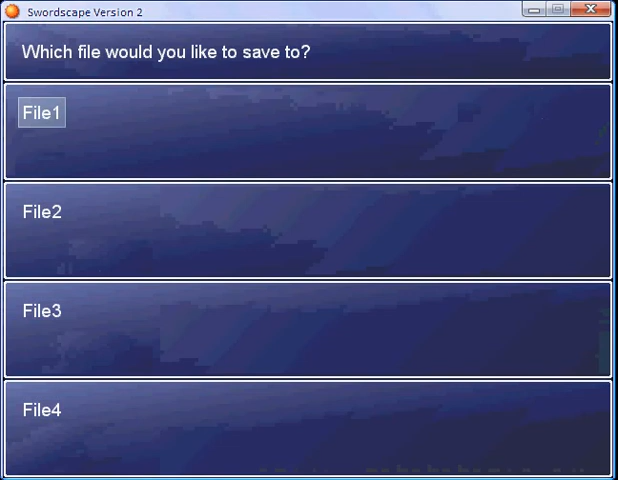 Swordscape Version 2
Which file would you like to save to?
File1
File2
File3
File4